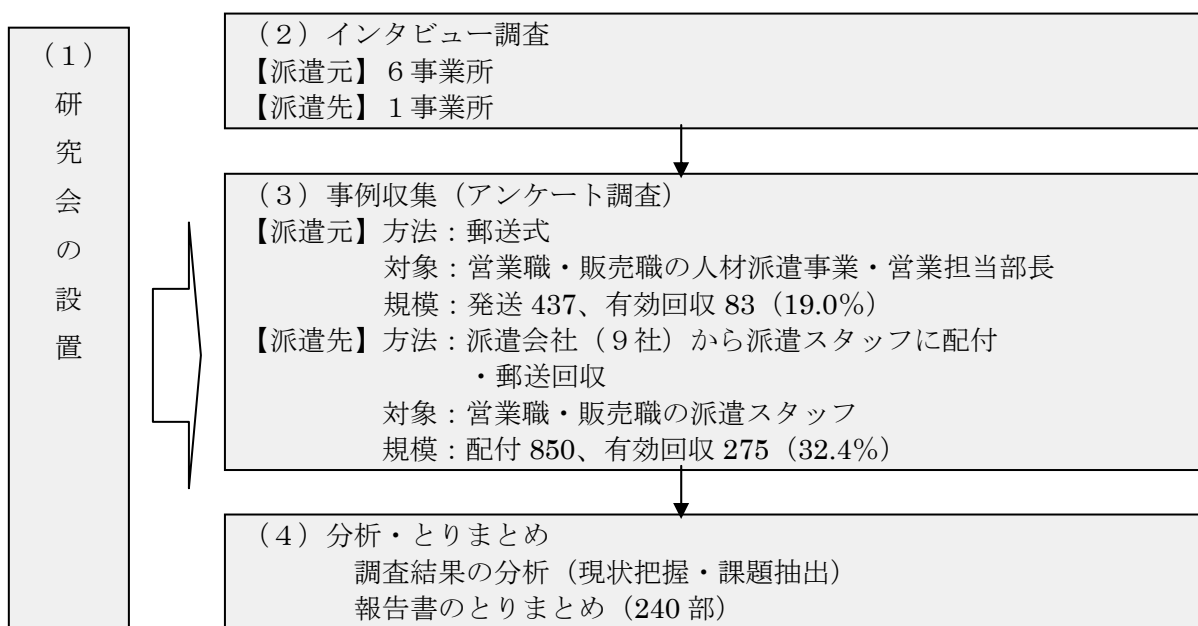 （１）
研
究
会
の
設
置
（２）インタビュー調査
【派遣元】６事業所
【派遣先】１事業所
（３）事例収集（アンケート調査）
【派遣元】方法：郵送式
対象：営業職・販売職の人材派遣事業・営業担当部長
規模：発送 437、有効回収 83（19.0％）
【派遣先】方法：派遣会社（９社）から派遣スタッフに配付
・郵送回収
対象：営業職・販売職の派遣スタッフ
規模：配付 850、有効回収 275（32.4％）
（４）分析・とりまとめ
調査結果の分析（現状把握・課題抽出）
報告書のとりまとめ（240 部）